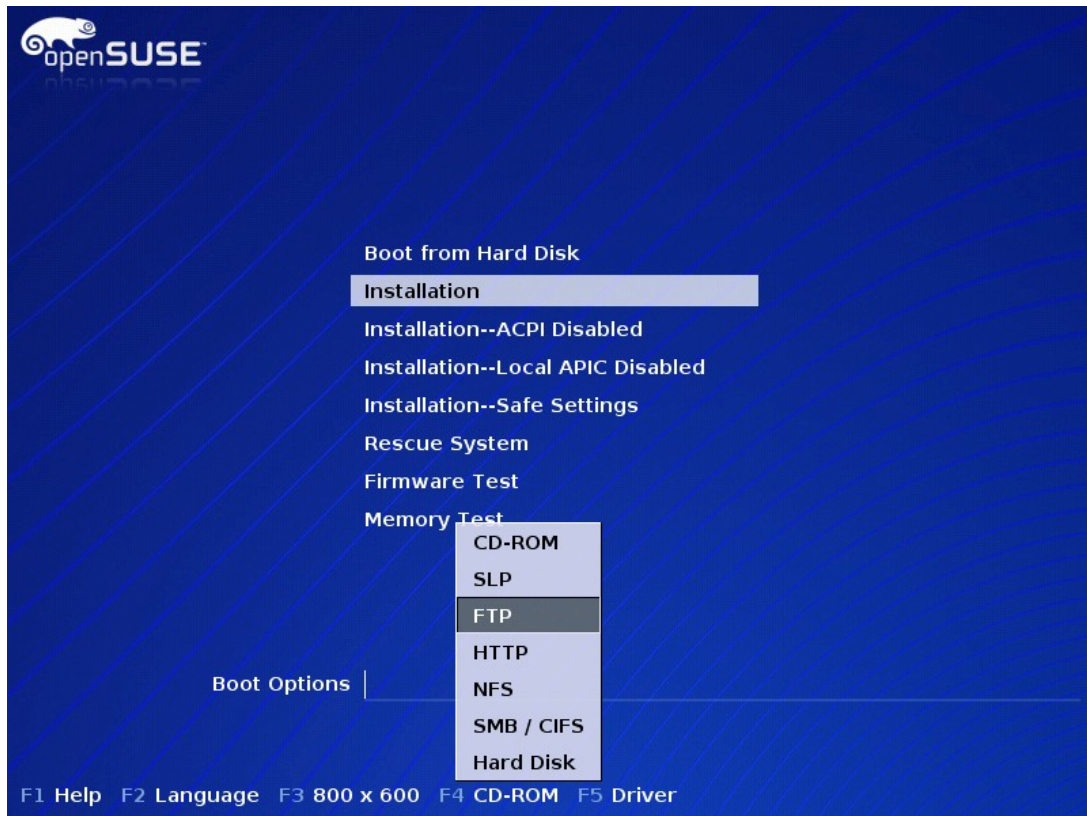 openSUSE
Boot from Hard Disk
Installation
Installation--ACPI Disabled
Installation--Local APIC Disabled
Installation--Safe Settings
Rescue System
Firmware Test
Memory Test
CD-ROM
SLP
FTP
HTTP
Boot Options
NFS
SMB / CIFS
Hard Disk
F1 Help F2 Language F3 800 x 600 F4 CD-ROM F5 Driver